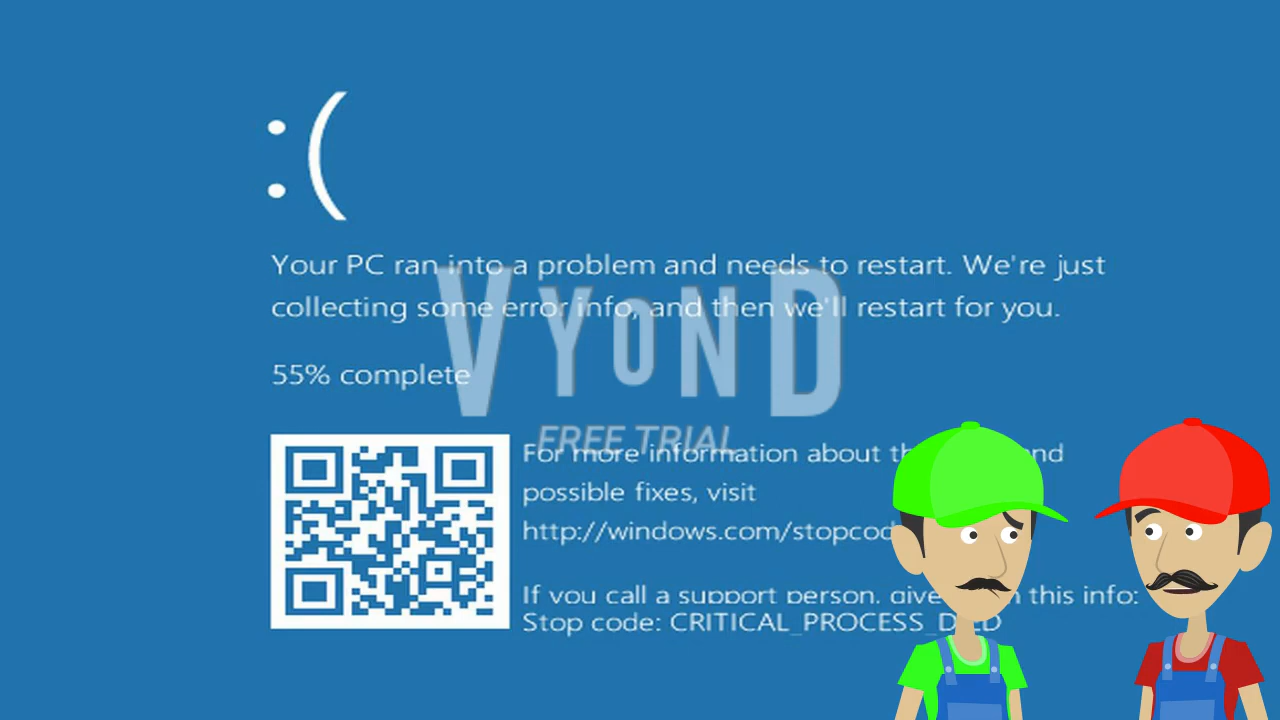 :(
Your PC ran into a problem and needs to restart. We're just
collecting some error info, and then we'll restart for you.
55% complete
VYOND
FREE TRIAL
For more information about nd
possible fixes, visit
http://windows.com/stopcod
If you call a support person, give this info:
Stop code: CRITICAL_PROCESS_D D